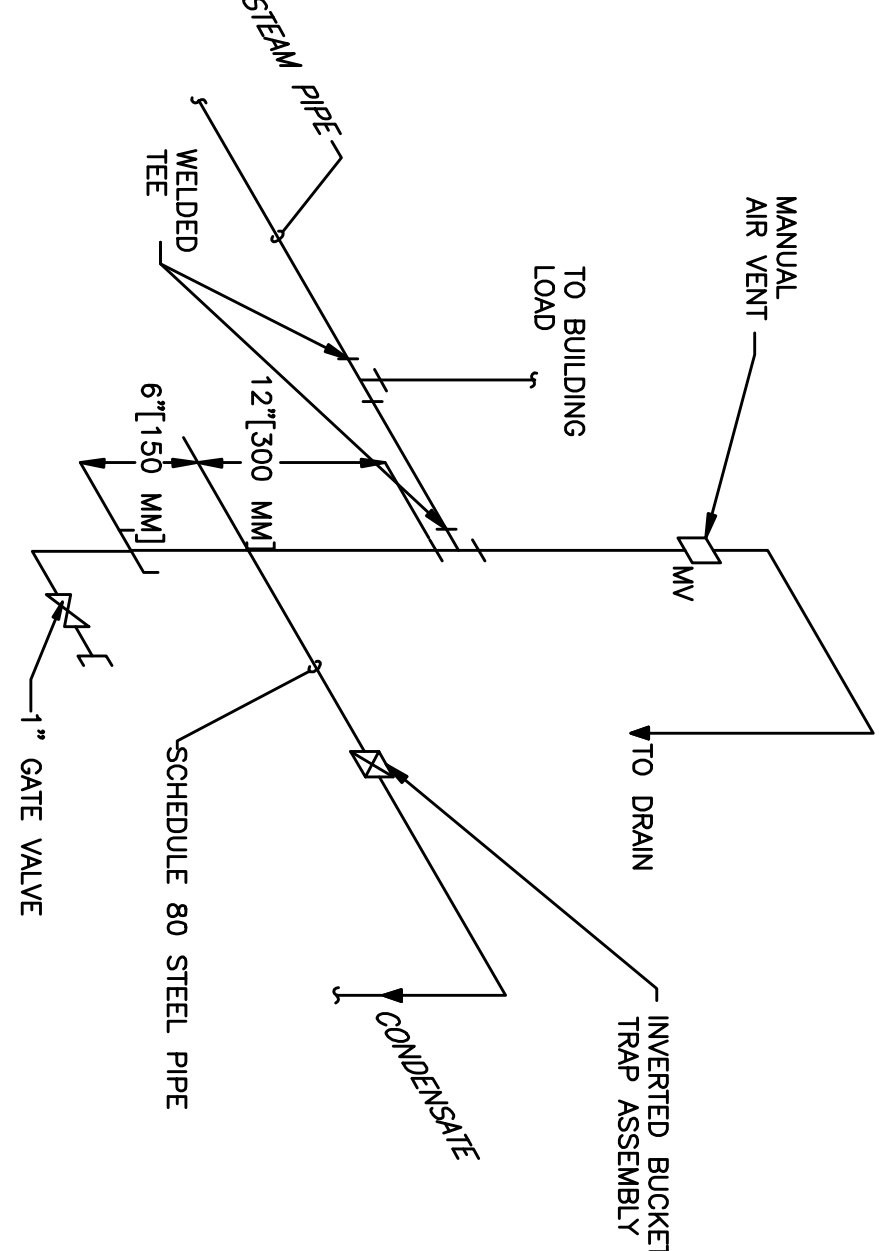 STEAM PIPE
WELDED
TEE
TO BUILDING
LOAD
MANUAL
AIR VENT
MV
12"[300 MM]
6"[150 MM]
TO DRAIN
1" GATE VALVE
SCHEDULE 80 STEEL PIPE
CONDENSATE
INVERTED BUCKET
TRAP ASSEMBLY